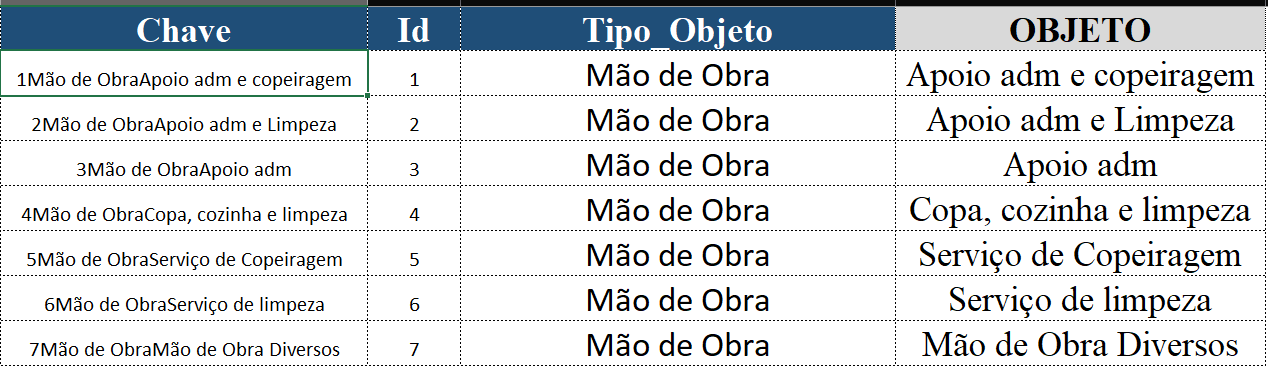 Chave Id Tipo_Objeto OBJETO
1Mão de ObraApoio adm e copeiragem 1 Mão de Obra Apoio adm e copeiragem
2Mão de ObraApoio adm e Limpeza 2 Mão de Obra Apoio adm e Limpeza
3Mão de ObraApoio adm 3 Mão de Obra Apoio adm
4Mão de ObraCopa, cozinha e limpeza 4 Mão de Obra Copa, cozinha e limpeza
5Mão de ObraServiço de Copeiragem 5 Mão de Obra Serviço de Copeiragem
6Mão de ObraServiço de limpeza 6 Mão de Obra Serviço de limpeza
7Mão de ObraMão de Obra Diversos 7 Mão de Obra Mão de Obra Diversos